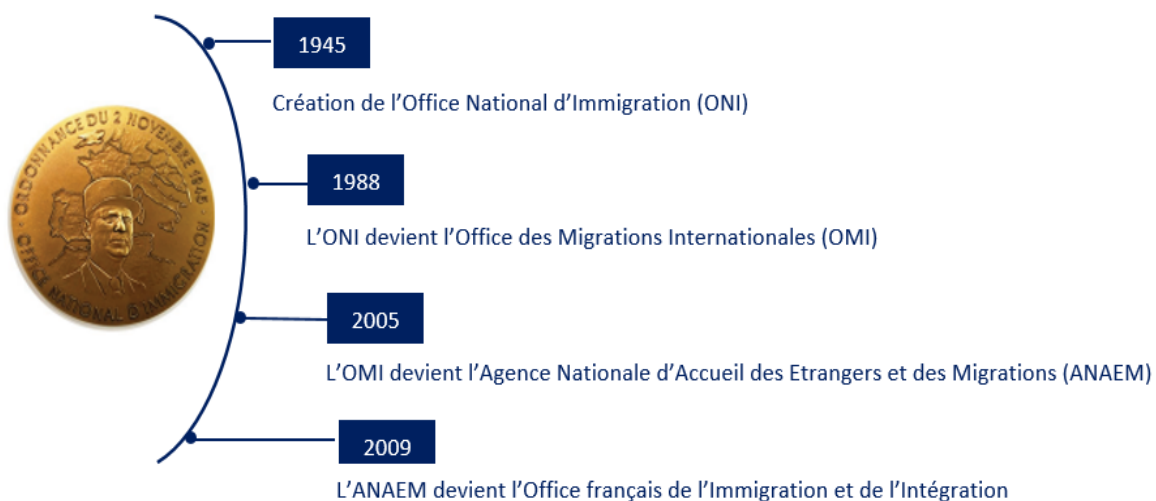 1945
Création de l’Office National d’Immigration (ONI)
ORDONNANCE DU 2 NOVEMBRE 1945 · OFFICE NATIONAL D'IMMIGRATION ·
1988
L’ONI devient l’Office des Migrations Internationales (OMI)
2005
L’OMI devient l’Agence Nationale d’Accueil des Etrangers et des Migrations (ANAEM)
2009
L’ANAEM devient l’Office français de l’Immigration et de l’Intégration